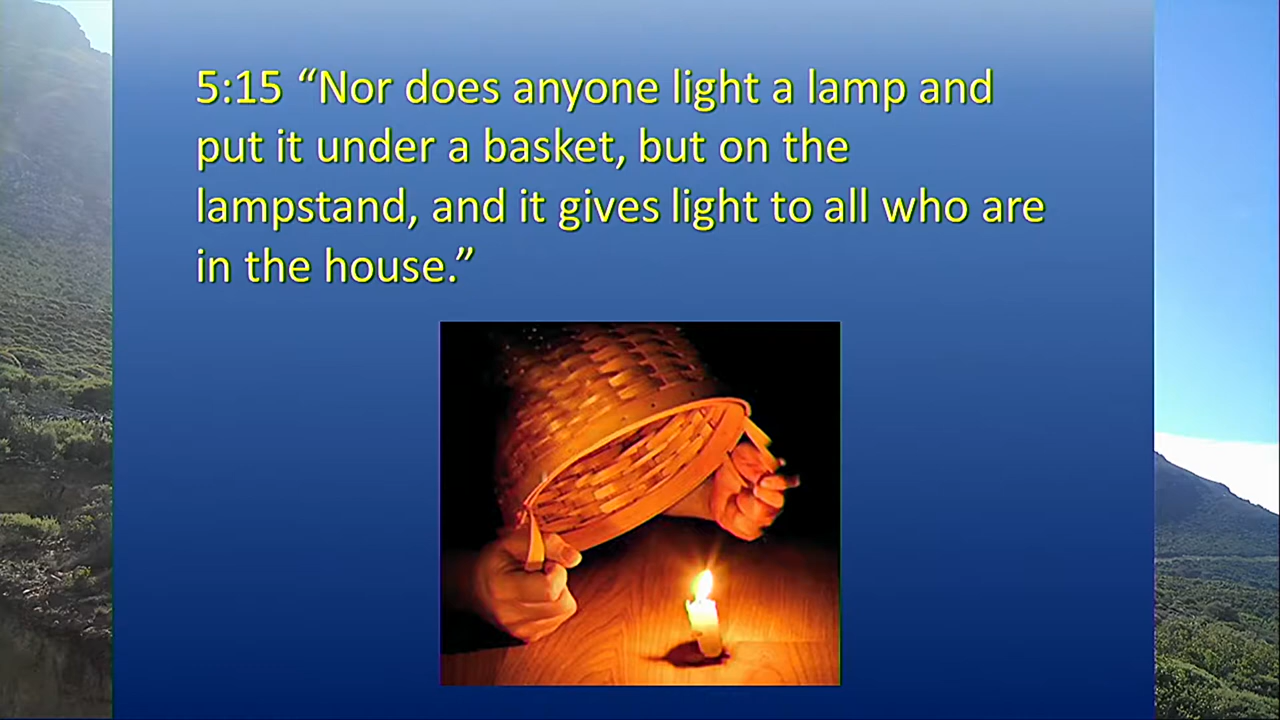 5:15 “Nor does anyone light a lamp and
put it under a basket, but on the
lampstand, and it gives light to all who are
in the house.”